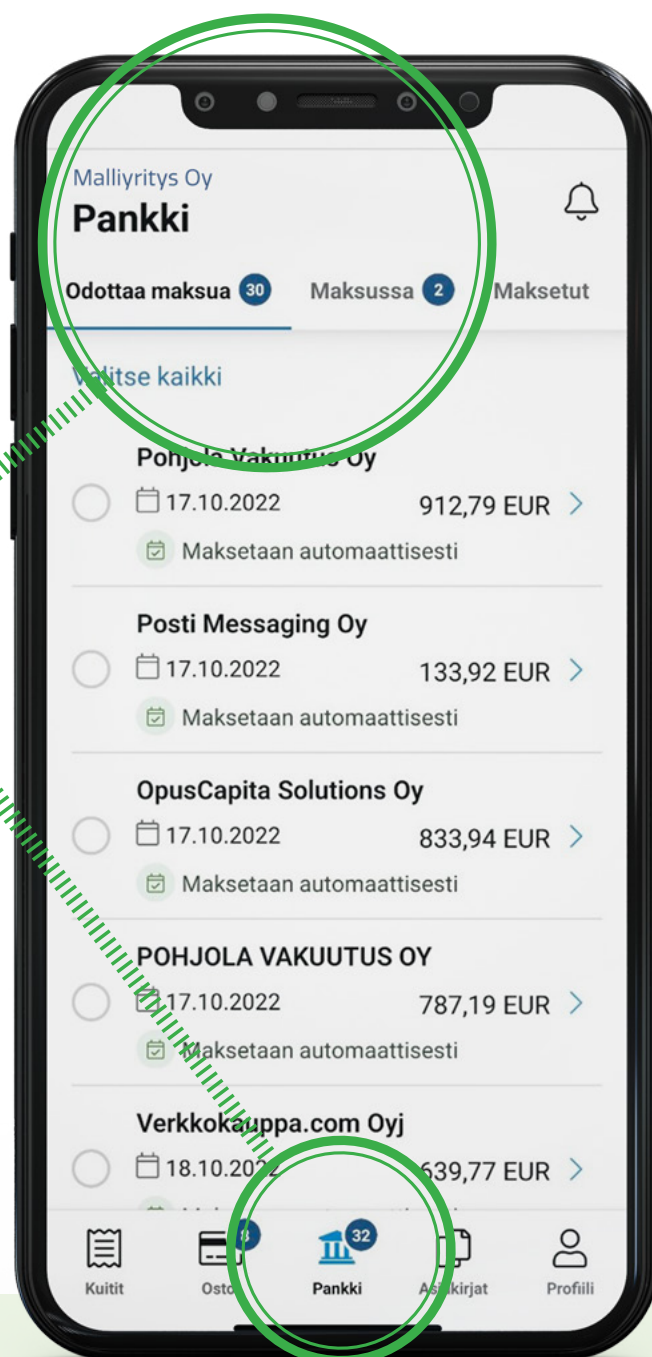 Malliyritys Oy
Pankki
Odottaa maksua 30 Maksussa 2 Maksetut
Valitse kaikki
Pohjola Vakuutus Oy
17.10.2022 912,79 EUR
Maksetaan automaattisesti
Posti Messaging Oy
17.10.2022 133,92 EUR
Maksetaan automaattisesti
OpusCapita Solutions Oy
17.10.2022 833,94 EUR
Maksetaan automaattisesti
POHJOLA VAKUUTUS OY
17.10.2022 787,19 EUR
Maksetaan automaattisesti
Verkkokauppa.com Oyj
18.10.2022 639,77 EUR
8 32
Kuitit Ostot Pankki Asiakirjat Profiili